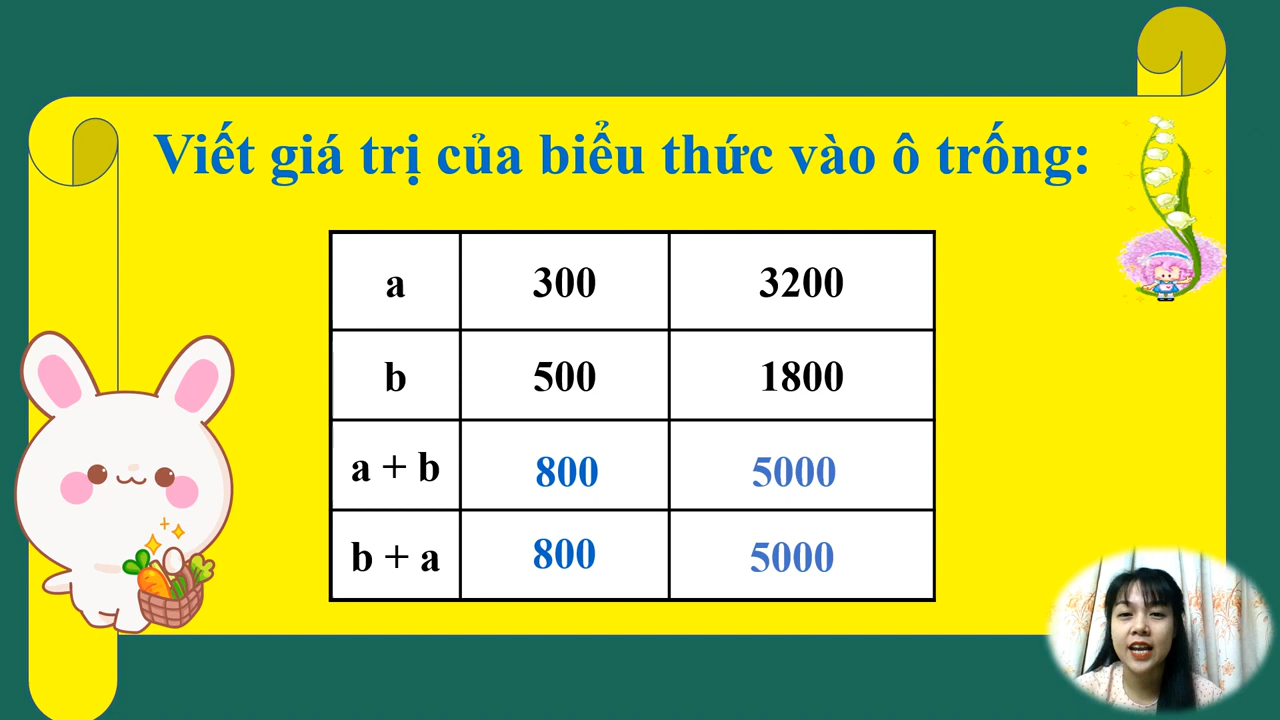 Viết giá trị của biểu thức vào ô trống:
a 300 3200
b 500 1800
a + b 800 5000
b + a 800 5000